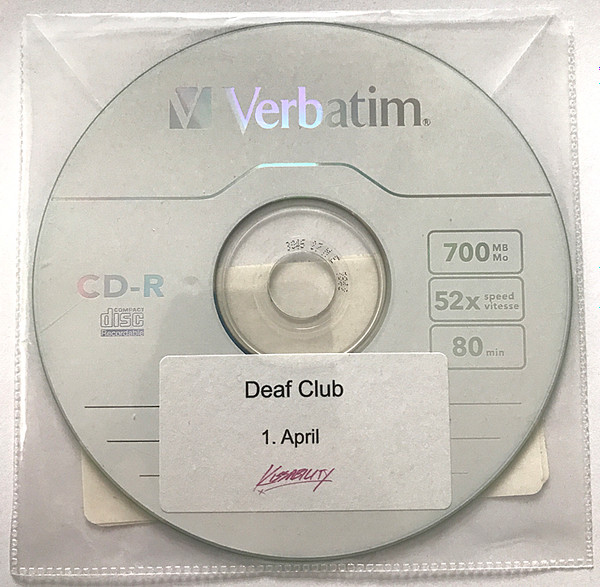 Verbatim®
700 MB Mo
CD-R
52x speed vitesse
COMPACT
disc
Recordable
80 min
Deaf Club
1. April